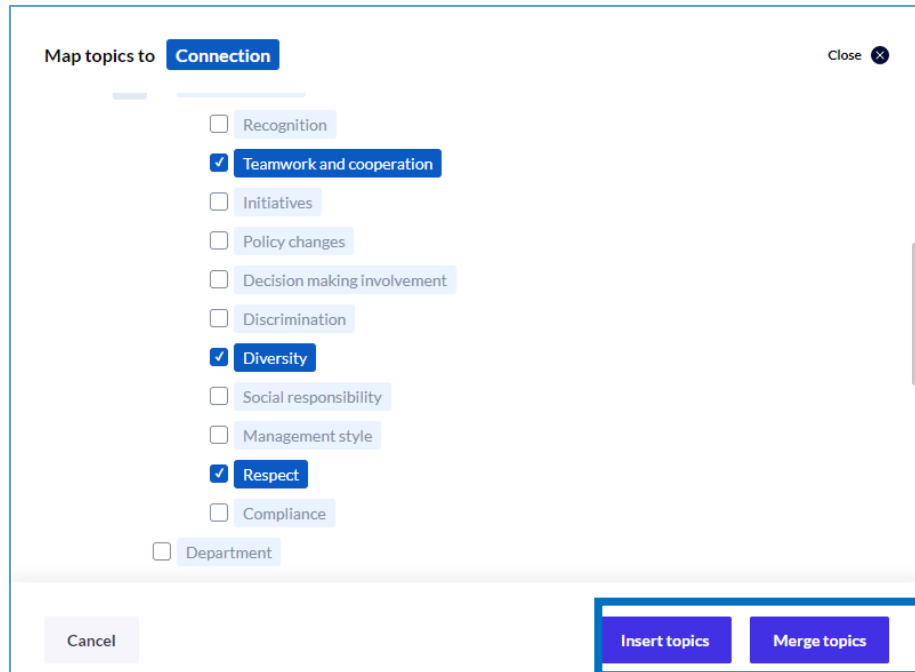 Map topics to Connection Close
Recognition
Teamwork and cooperation
Initiatives
Policy changes
Decision making involvement
Discrimination
Diversity
Social responsibility
Management style
Respect
Compliance
Department
Cancel Insert topics Merge topics